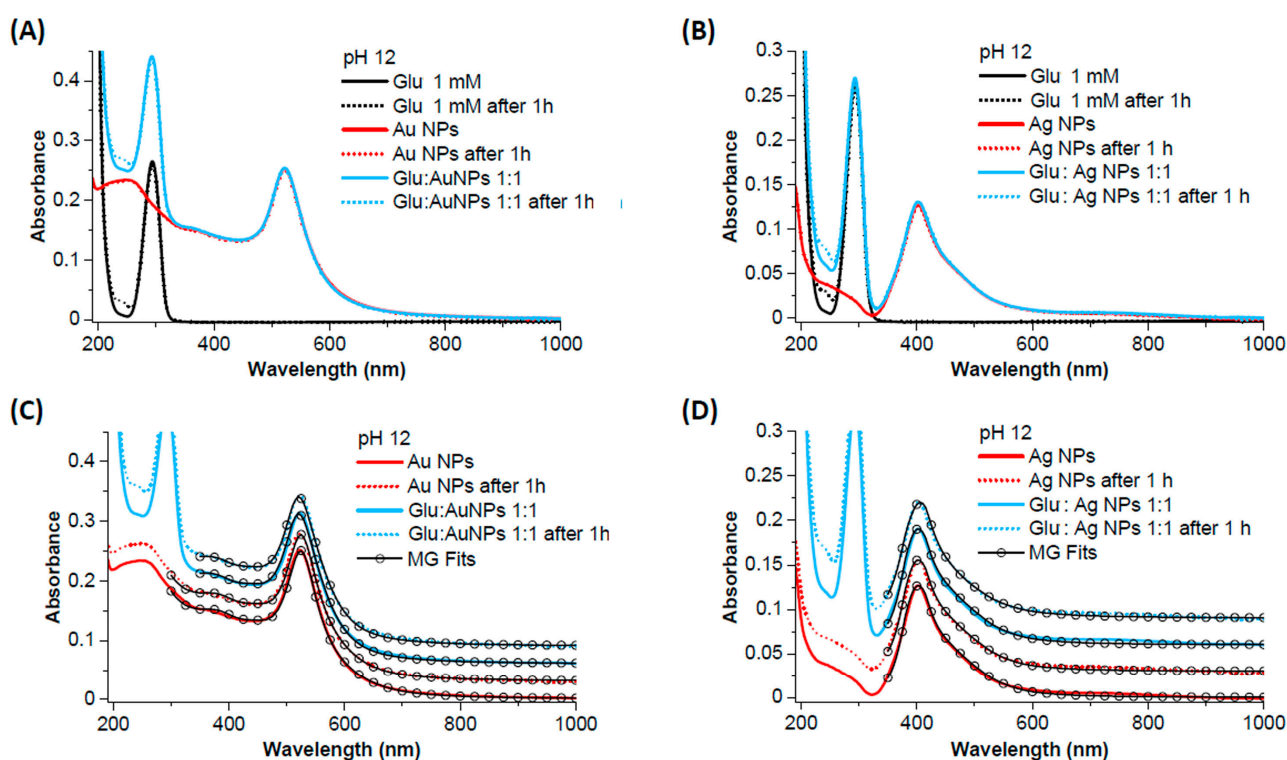 (A)
pH 12
Glu 1 mM
Glu 1 mM after 1h
Au NPs
Au NPs after 1h
Glu:AuNPs 1:1
Glu:AuNPs 1:1 after 1h
Absorbance
0.4
0.3
0.2
0.1
0
200 400 600 800 1000
Wavelength (nm)
(B)
pH 12
Glu 1 mM
Glu 1 mM after 1h
Ag NPs
Ag NPs after 1 h
Glu : Ag NPs 1:1
Glu : Ag NPs 1:1 after 1 h
Absorbance
0.3
0.25
0.2
0.15
0.1
0.05
0
200 400 600 800 1000
Wavelength (nm)
(C)
pH 12
Au NPs
Au NPs after 1h
Glu:AuNPs 1:1
Glu:AuNPs 1:1 after 1h
MG Fits
Absorbance
0.4
0.3
0.2
0.1
0
200 400 600 800 1000
Wavelength (nm)
(D)
pH 12
Ag NPs
Ag NPs after 1 h
Glu : Ag NPs 1:1
Glu : Ag NPs 1:1 after 1 h
MG Fits
Absorbance
0.3
0.25
0.2
0.15
0.1
0.05
0
200 400 600 800 1000
Wavelength (nm)